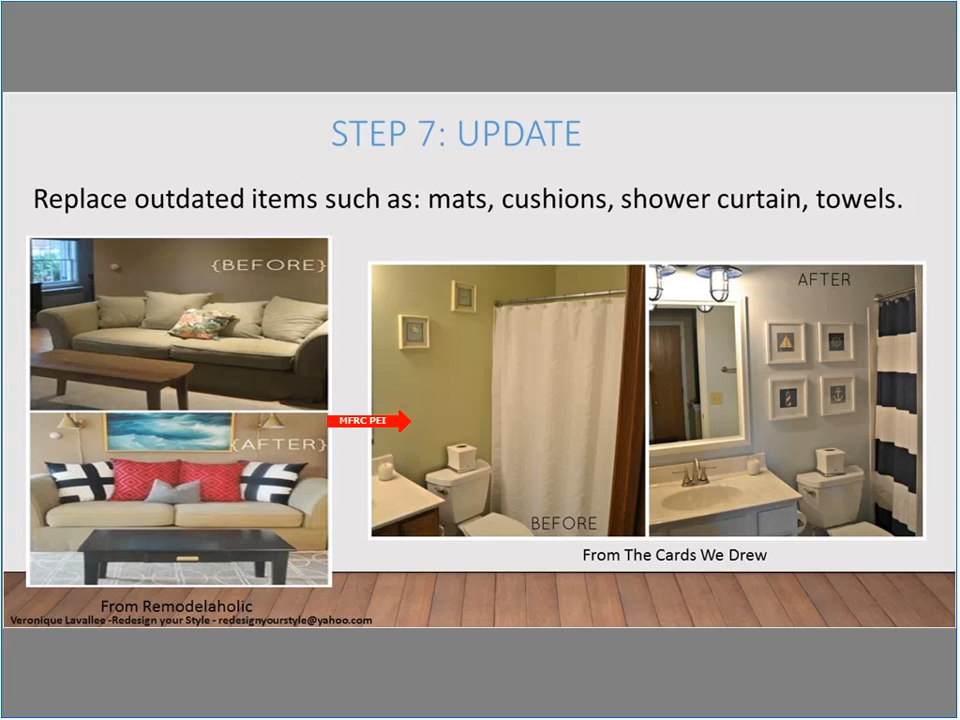 STEP 7: UPDATE
Replace outdated items such as: mats, cushions, shower curtain, towels.
{BEFORE}
{AFTER}
MFRC PEI
BEFORE
AFTER
From The Cards We Drew
From Remodelaholic
Veronique Lavallee -Redesign your Style - redesignyourstyle@yahoo.com